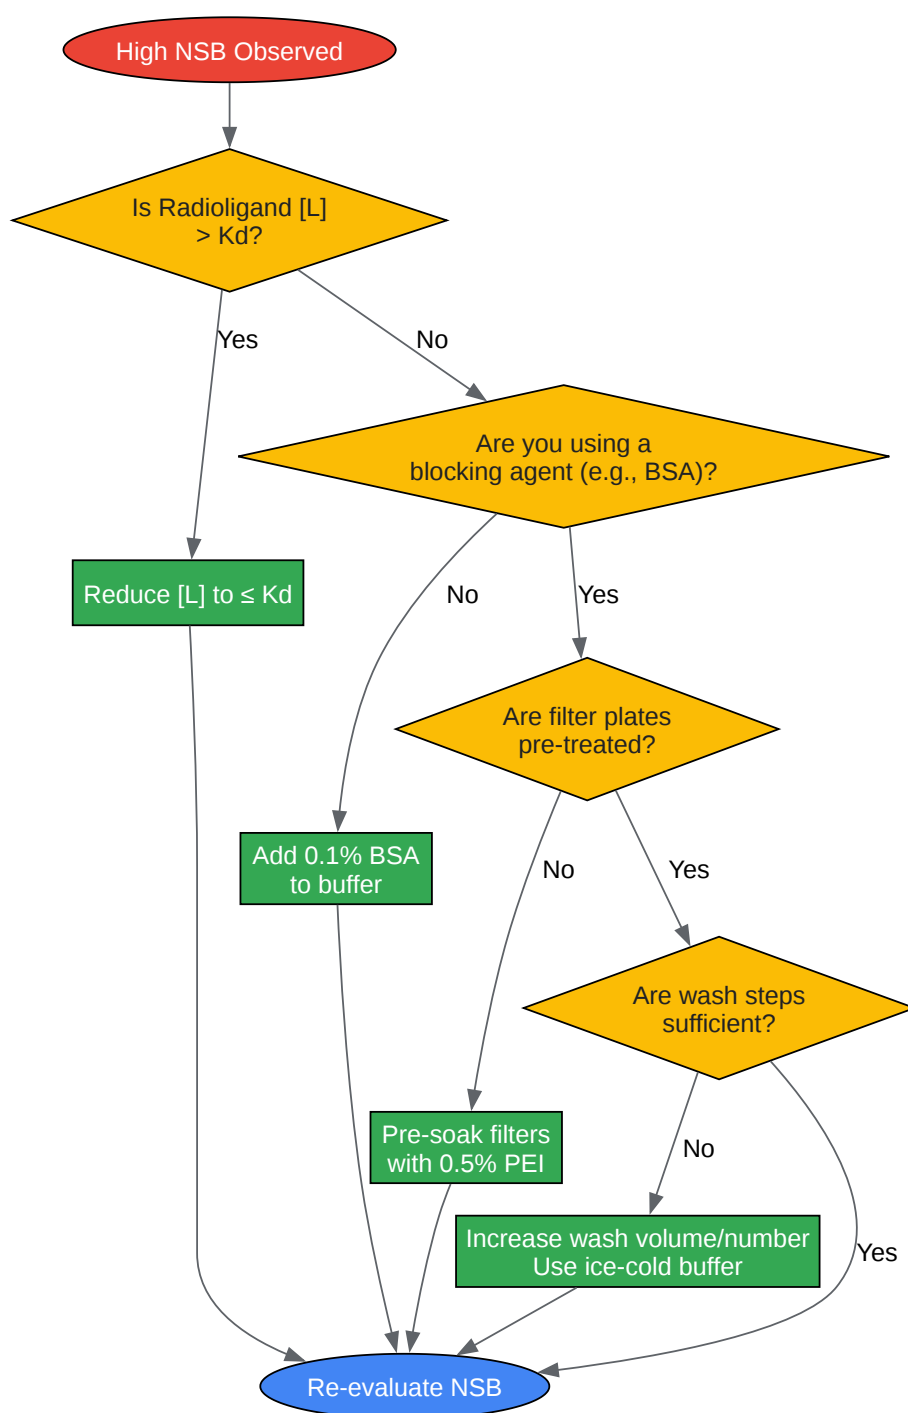 High NSB Observed
Is Radioligand [L]
> Kd?
Yes
No
Are you using a
blocking agent (e.g., BSA)?
Reduce [L] to ≤ Kd
No
Yes
Are filter plates
pre-treated?
Add 0.1% BSA
to buffer
No
Yes
Are wash steps
sufficient?
Pre-soak filters
with 0.5% PEI
No
Increase wash volume/number
Use ice-cold buffer
Yes
Re-evaluate NSB